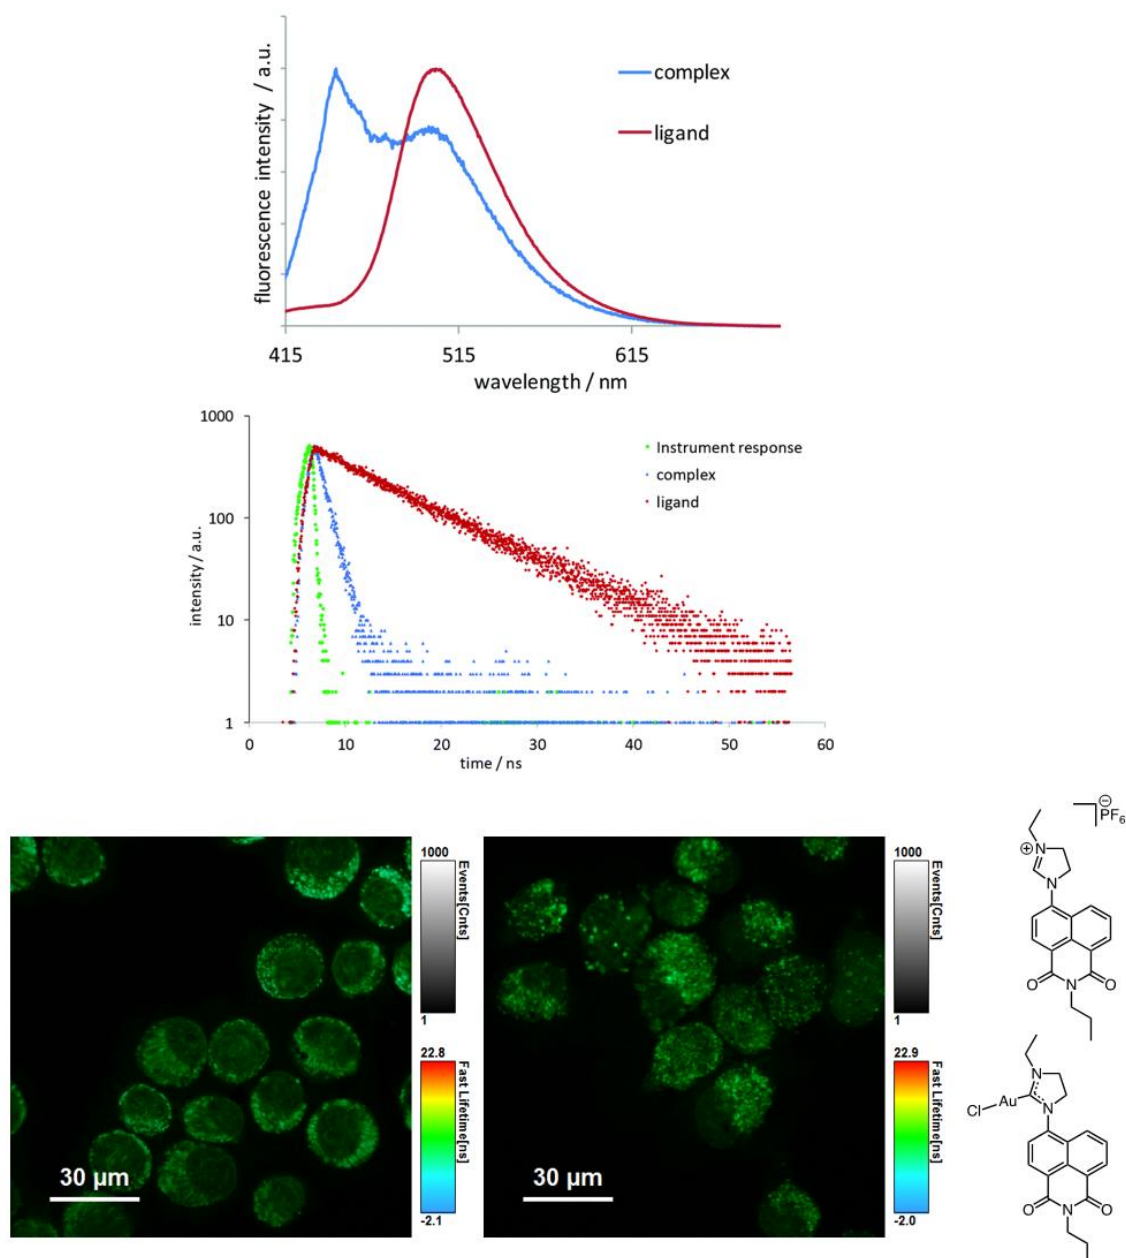 fluorescence intensity / a.u.
complex
ligand
415 515 615
wavelength / nm
1000
100
10
1
intensity / a.u.
Instrument response
complex
ligand
0 10 20 30 40 50 60
time / ns
1000
Events[Cnts]
1
22.8
Fast Lifetime[ns]
-2.1
30 µm
1000
Events[Cnts]
1
22.9
Fast Lifetime[ns]
-2.0
30 µm
⊖
PF6
N
⊕
N
O N O
N
Cl Au
N
O N O